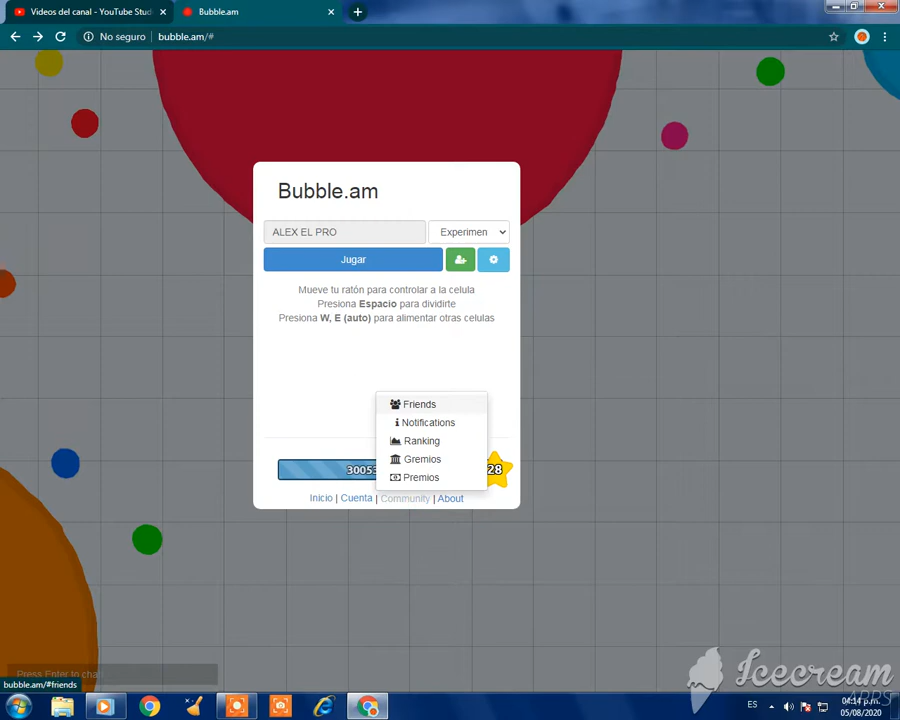 Videos del canal - YouTube Stud
Bubble.am
No seguro
bubble.am/#
Bubble.am
ALEX EL PRO
Experimen
Jugar
Mueve tu ratón para controlar a la celula
Presiona Espacio para dividirte
Presiona W, E (auto) para alimentar otras celulas
Friends
Notifications
Ranking
Gremios
Premios
28
Inicio | Cuenta | Community | About
Press Enter to cha
bubble.am/#friends
Icecream
APPS
ES
04:14 p.m.
05/08/2020